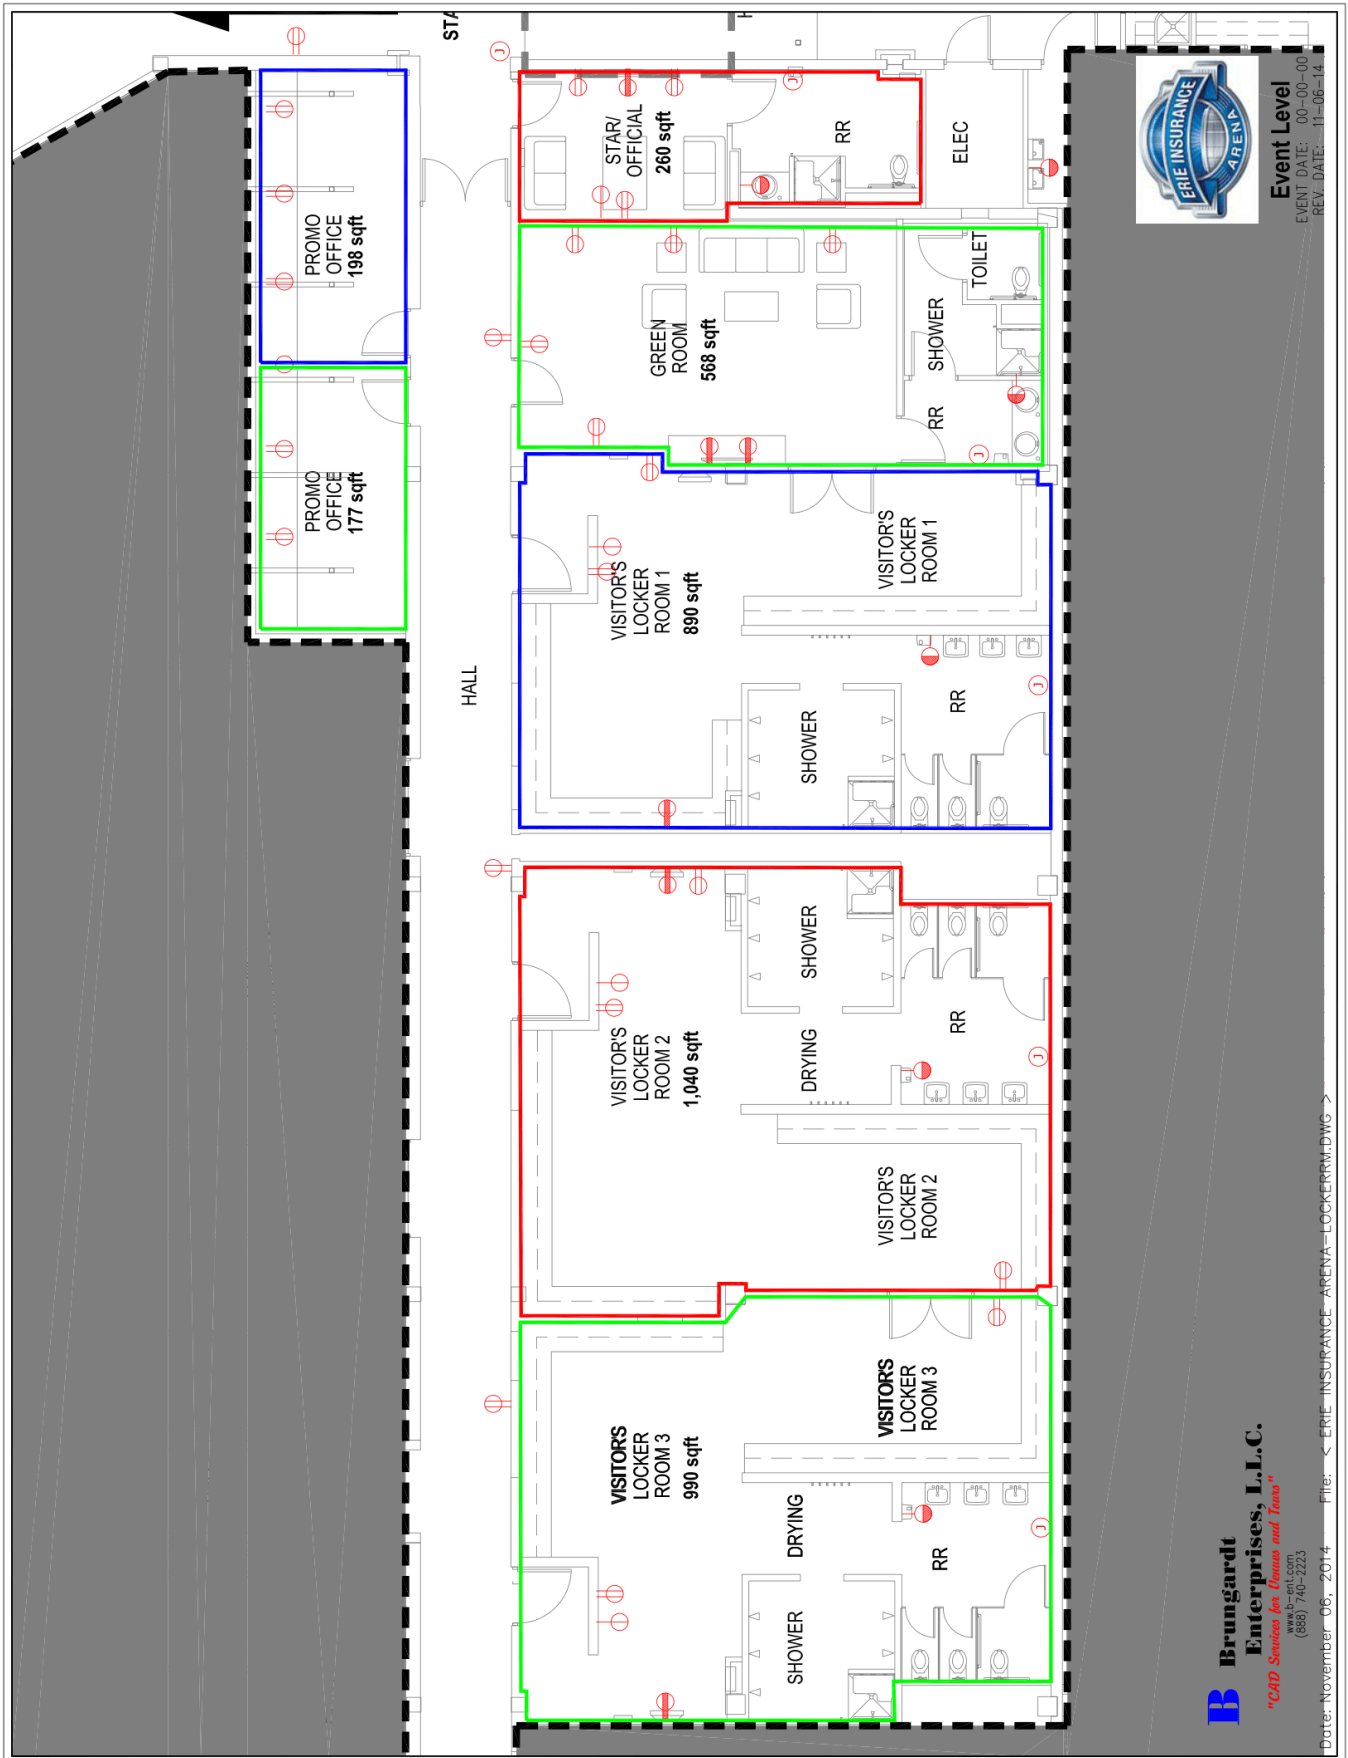 STA
H
PROMO
OFFICE
198 sqft
PROMO
OFFICE
177 sqft
HALL
STAR/
OFFICIAL
260 sqft
RR
ELEC
GREEN
ROOM
568 sqft
SHOWER
TOILET
RR
VISITOR'S
LOCKER
ROOM 1
890 sqft
VISITOR'S
LOCKER
ROOM 1
SHOWER
RR
VISITOR'S
LOCKER
ROOM 2
1,040 sqft
SHOWER
DRYING
RR
VISITOR'S
LOCKER
ROOM 2
VISITOR'S
LOCKER
ROOM 3
990 sqft
VISITOR'S
LOCKER
ROOM 3
DRYING
SHOWER
RR
J
J
J
J
J
J
ERIE INSURANCE
ARENA
Event Level
EVENT DATE: 00-00-00
REV. DATE: 11-06-14
B Brungardt
Enterprises, L.L.C.
"CAD Services for Venues and Tours"
www.b-ent.com
(888) 740-2223
Date: November 06, 2014 File: < ERIE INSURANCE ARENA-LOCKERRM.DWG >